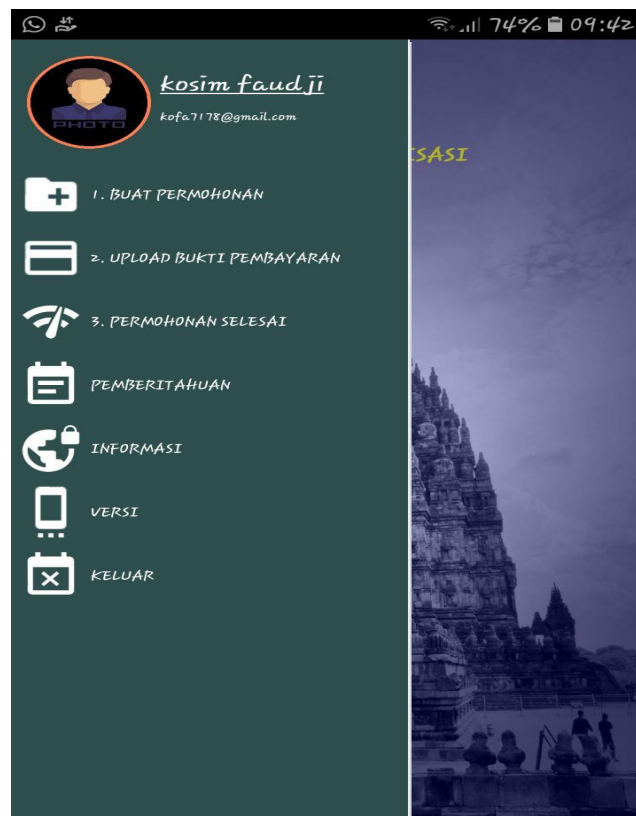 74% 09:42
kosim faudji
kofa7178@gmail.com
PHOTO
ISASI
1. BUAT PERMOHONAN
2. UPLOAD BUKTI PEMBAYARAN
3. PERMOHONAN SELESAI
PEMBERITAHUAN
INFORMASI
VERSI
KELUAR